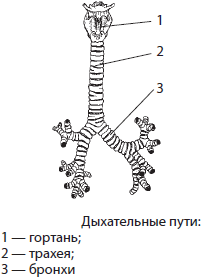 1
2
3
Дыхательные пути:
1 — гортань;
2 — трахея;
3 — бронхи